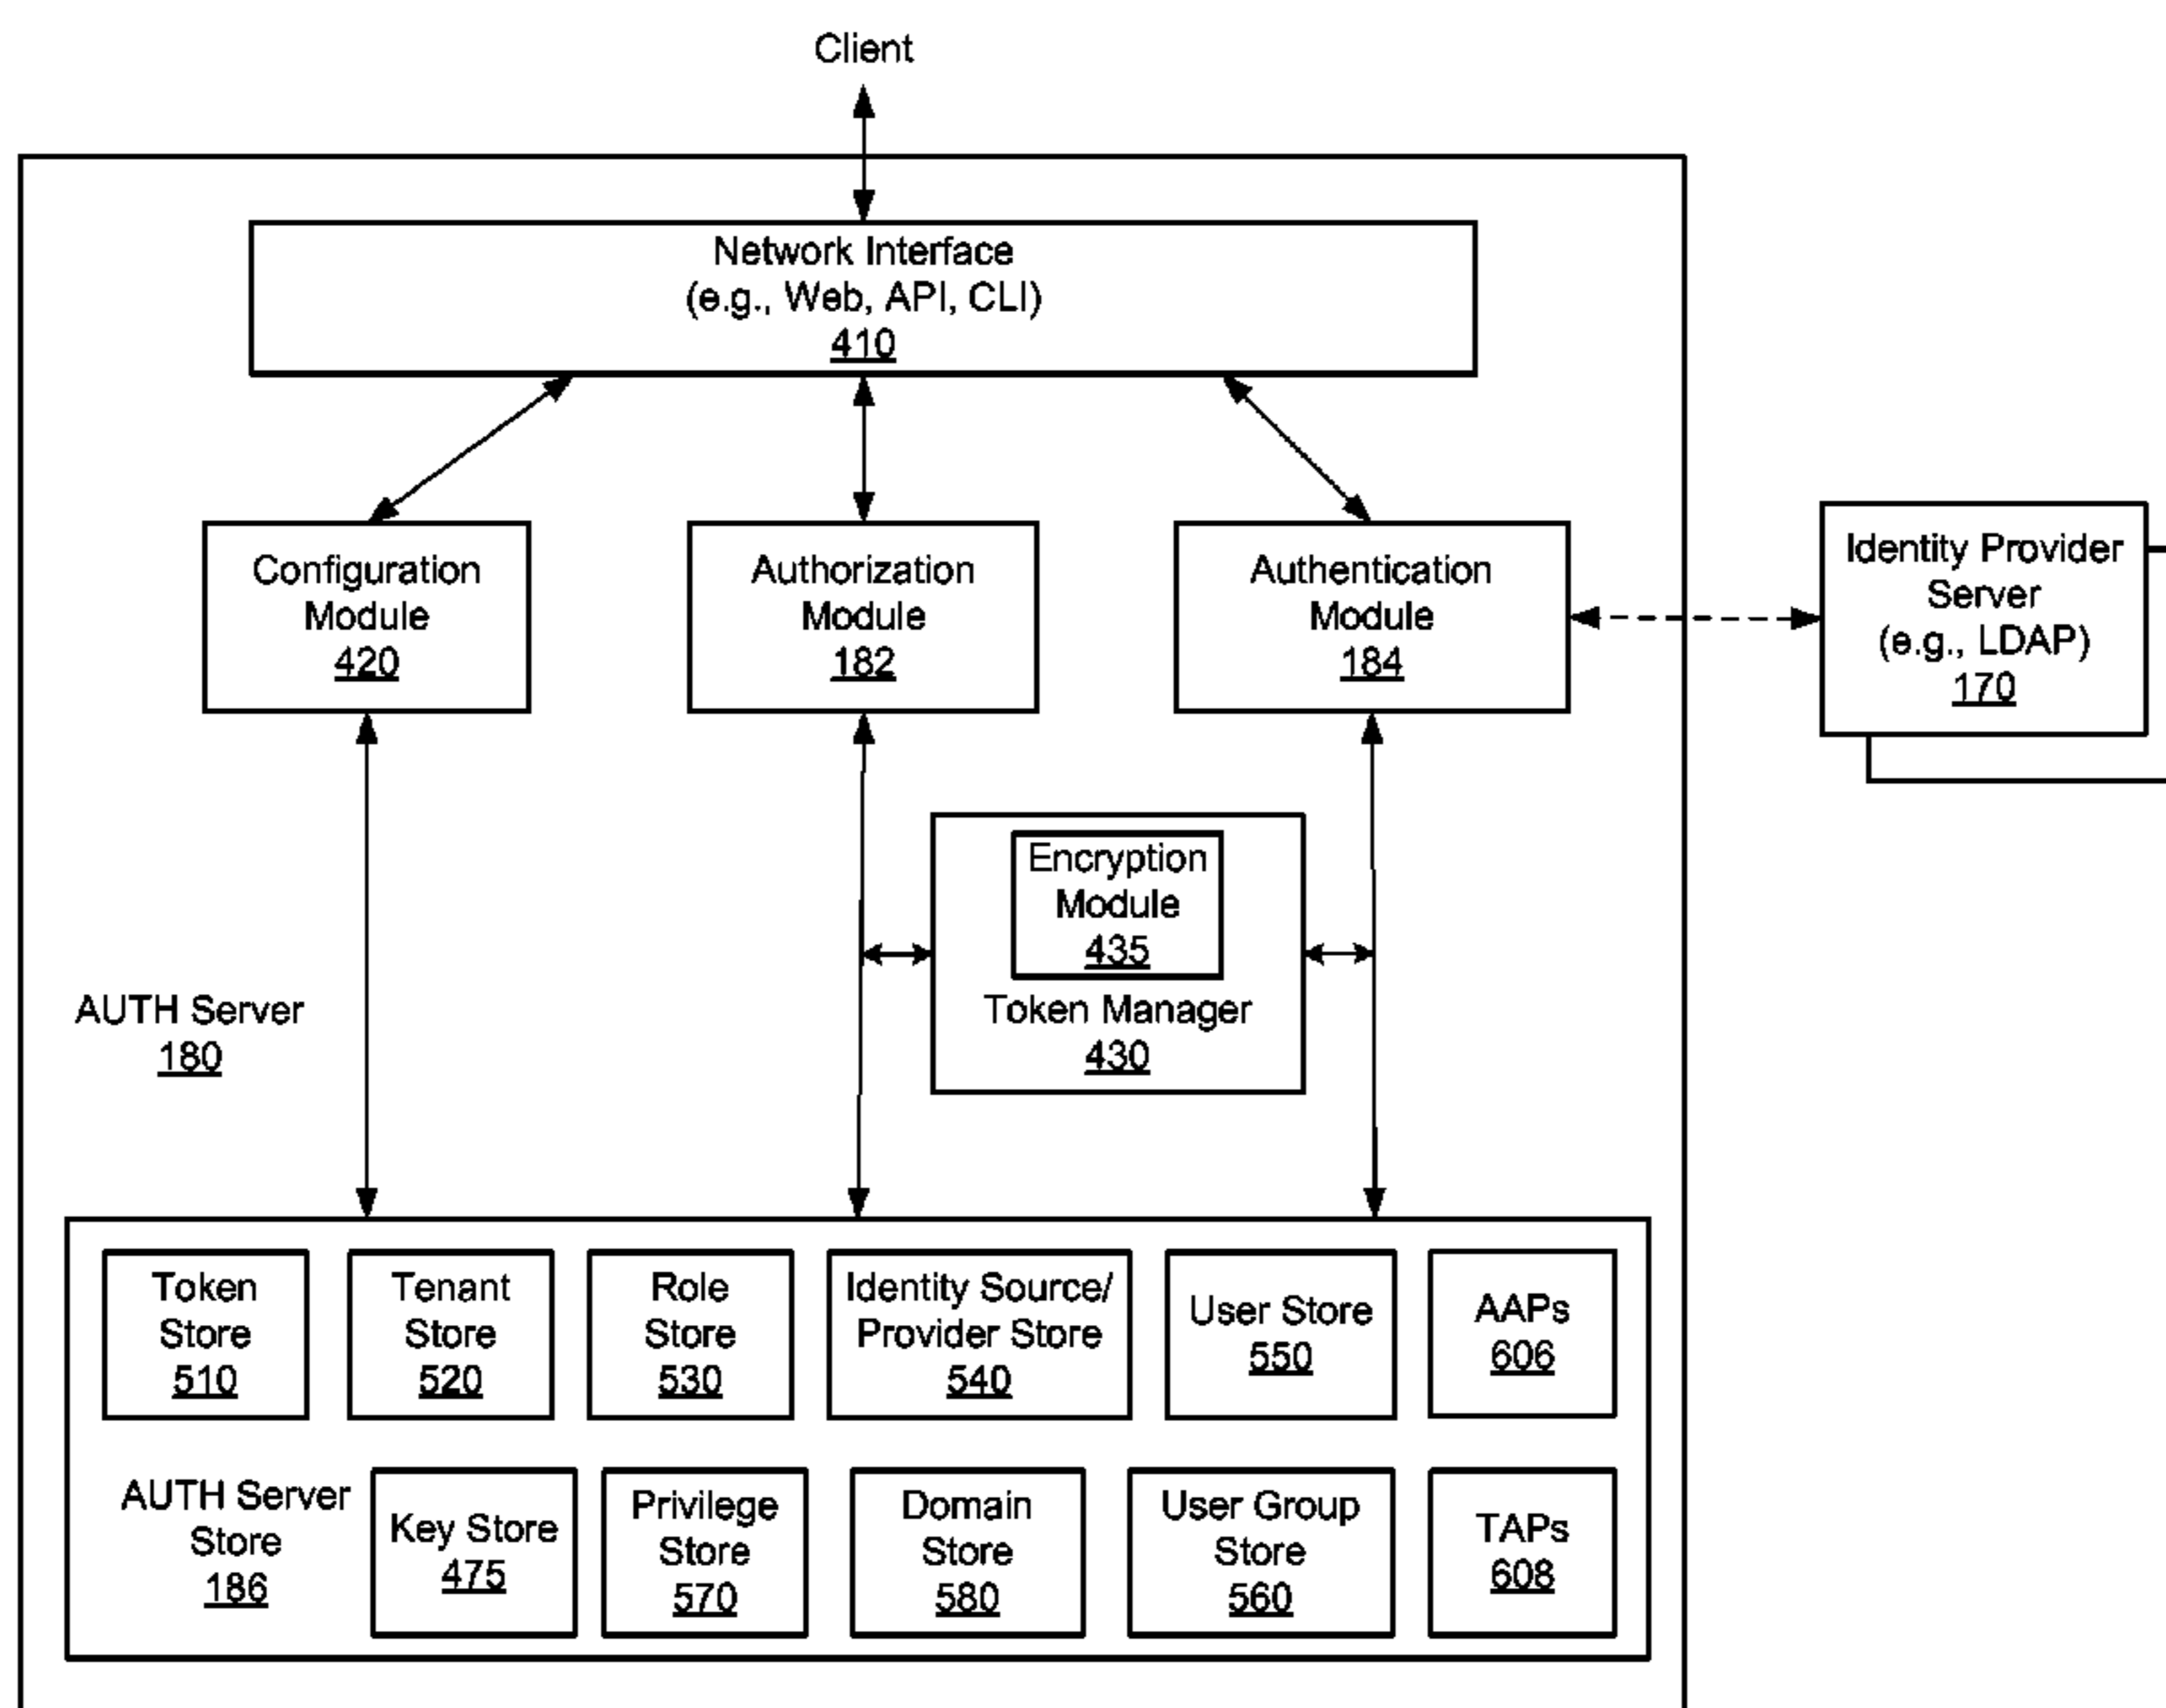 Client
Network Interface
(e.g., Web, API, CLI)
410
Configuration
Module
420
Authorization
Module
182
Authentication
Module
184
Identity Provider
Server
(e.g., LDAP)
170
Encryption
Module
435
Token Manager
430
AUTH Server
180
Token
Store
510
Tenant
Store
520
Role
Store
530
Identity Source/
Provider Store
540
User Store
550
AAPs
606
AUTH Server
Store
186
Key Store
475
Privilege
Store
570
Domain
Store
580
User Group
Store
560
TAPs
608